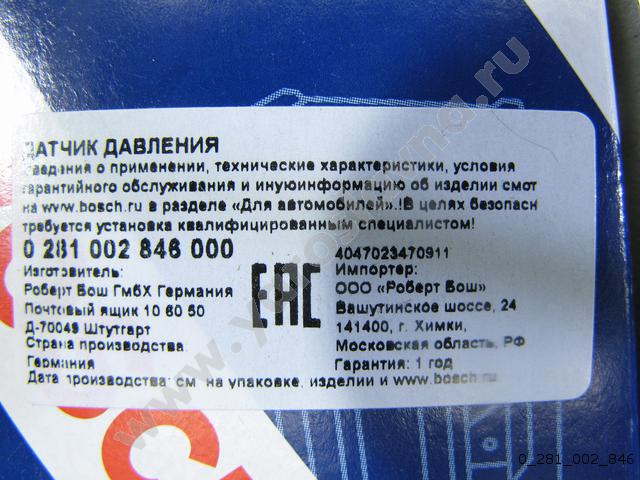 ДАТЧИК ДАВЛЕНИЯ
Сведения о применении, технические характеристики, условия
гарантийного обслуживания и инуюинформацию об изделии смот
на www.bosch.ru в разделе «Для автомобилей».!В целях безопасн
требуется установка квалифицированным специалистом!
0 281 002 846 000
4047023470911
Изготовитель:
Роберт Бош ГмбХ Германия
Почтовый ящик 10 60 50
Д-70049 Штутгарт
Страна производства:
Германия
EAC
Импортер:
ООО «Роберт Бош»
Вашутинское шоссе, 24
141400, г. Химки,
Московская область, РФ
Гарантия: 1 год
Дата производства: см. на упаковке, изделии и www.bosch.ru
0_281_002_846